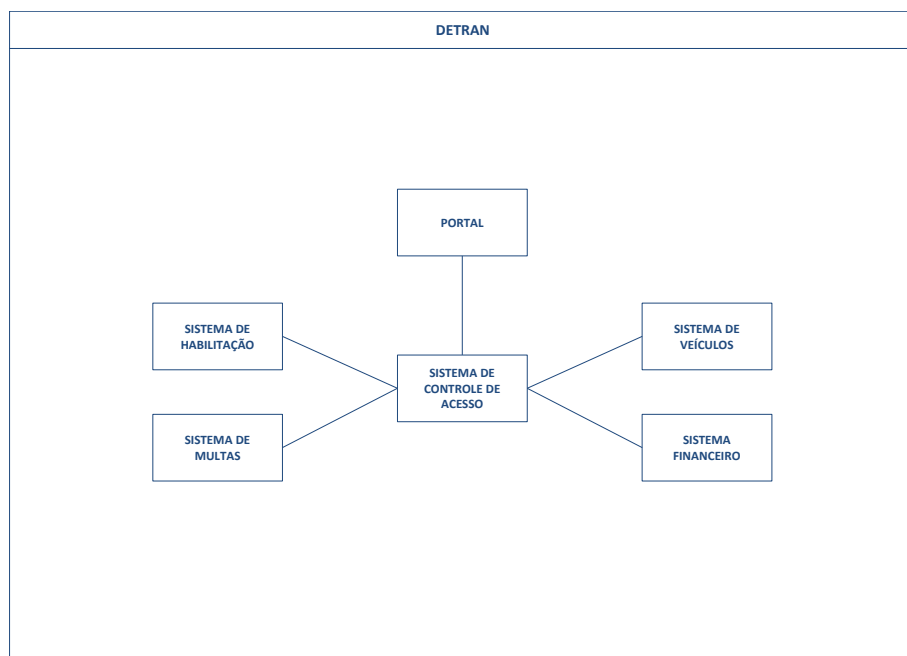 DETRAN
PORTAL
SISTEMA DE
HABILITAÇÃO
SISTEMA DE
VEÍCULOS
SISTEMA DE
CONTROLE DE
ACESSO
SISTEMA DE
MULTAS
SISTEMA
FINANCEIRO